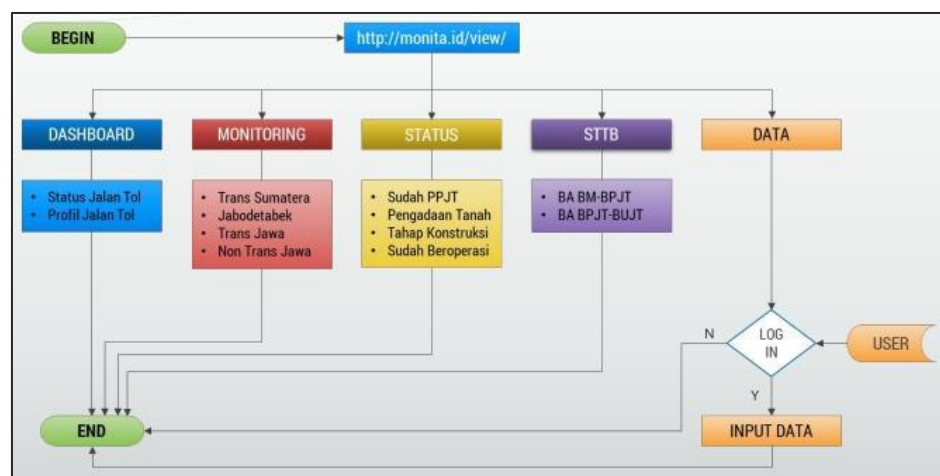 BEGIN
http://monita.id/view/
DASHBOARD
MONITORING
STATUS
STTB
DATA
• Status Jalan Tol
• Profil Jalan Tol
• Trans Sumatera
• Jabodetabek
• Trans Jawa
• Non Trans Jawa
• Sudah PPJT
• Pengadaan Tanah
• Tahap Konstruksi
• Sudah Beroperasi
• BA BM-BPJT
• BA BPJT-BUJT
N
LOG
IN
USER
Y
END
INPUT DATA